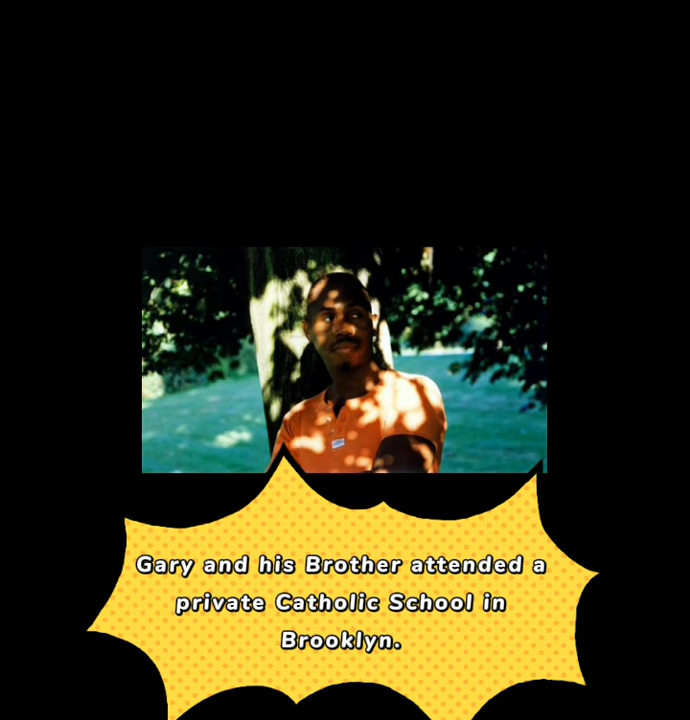 Gary and his Brother attended a
private Catholic School in
Brooklyn.